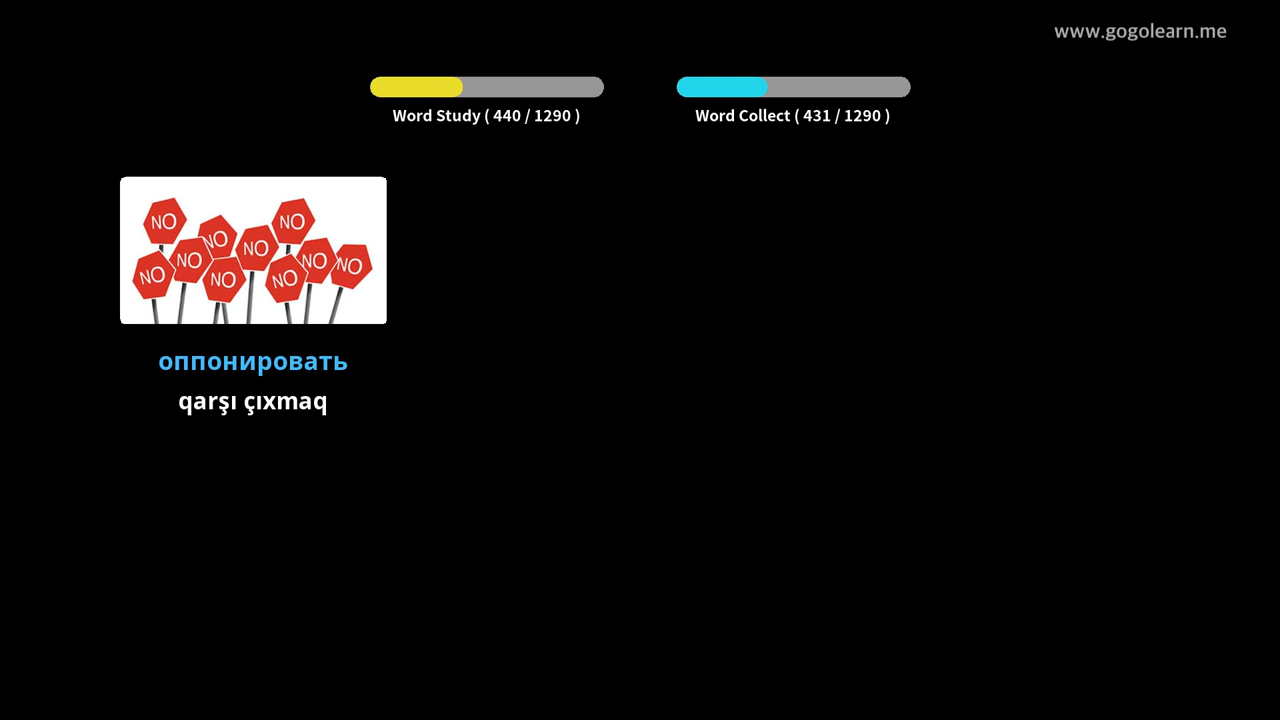 www.gogolearn.me
Word Study ( 440 / 1290 )
Word Collect ( 431 / 1290 )
NO
NO
NO
NO
NO
NO
NO
NO
NO
NO
оппонировать
qarşı çıxmaq